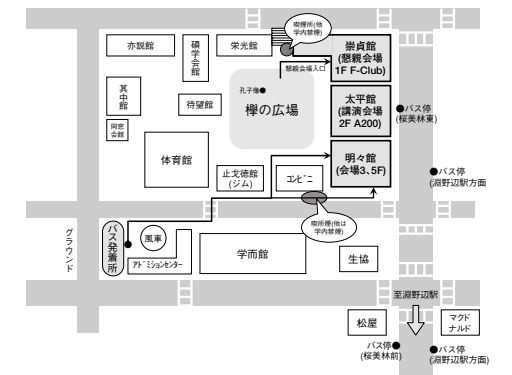 喫煙所(他
学内禁煙)
赤説館
碩学会館
栄光館
崇貞館
(懇親会場
1F F-Club)
懇親会場入口
其中館
待望館
孔子像
欅の広場
太平館
(講演会場
2F A200)
バス停
(桜美林東)
同窓会館
体育館
明々館
(会場3、5F)
止戈徳館
(ジム)
コンビニ
バス停
(淵野辺駅方面
グラウンド
バス発着所
風車
喫所煙(他は
学内禁煙)
アドミションセンター
学而館
生協
至淵野辺駅
松屋
マクド
ナルド
バス停
(桜美林前)
バス停
(淵野辺駅方面)